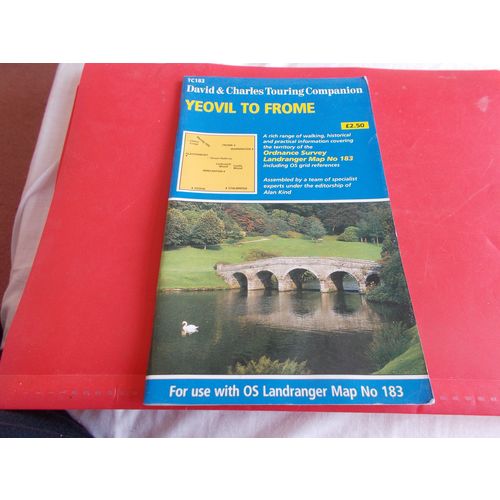 TC183
David & Charles Touring Companion
YEOVIL TO FROME
£2.50
A rich range of walking, historical
and practical information covering
the territory of the
Ordnance Survey
Landranger Map No 183
including OS grid references
Assembled by a team of specialist
experts under the editorship of
Alan Kind
For use with OS Landranger Map No 183